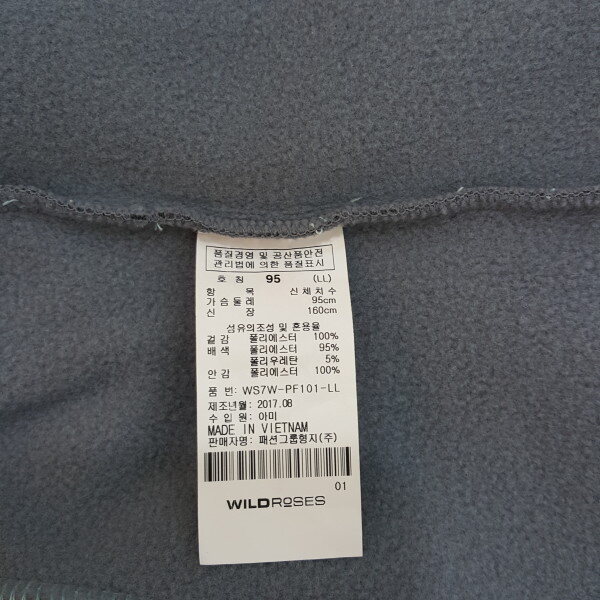 품질경영 및 공산품안전
관리법에 의한 품질표시
호 칭 95 (LL)
항 목 신체치수
가슴둘레 95cm
신 장 160cm
섬유의조성 및 혼용율
겉 감 폴리에스터 100%
배 색 폴리에스터 95%
폴리우레탄 5%
안 감 폴리에스터 100%
품 번: WS7W-PF101-LL
제조년월: 2017.08
수 입 원: 아미
MADE IN VIETNAM
판매자명: 패션그룹형지(주)
01
WILDROSES